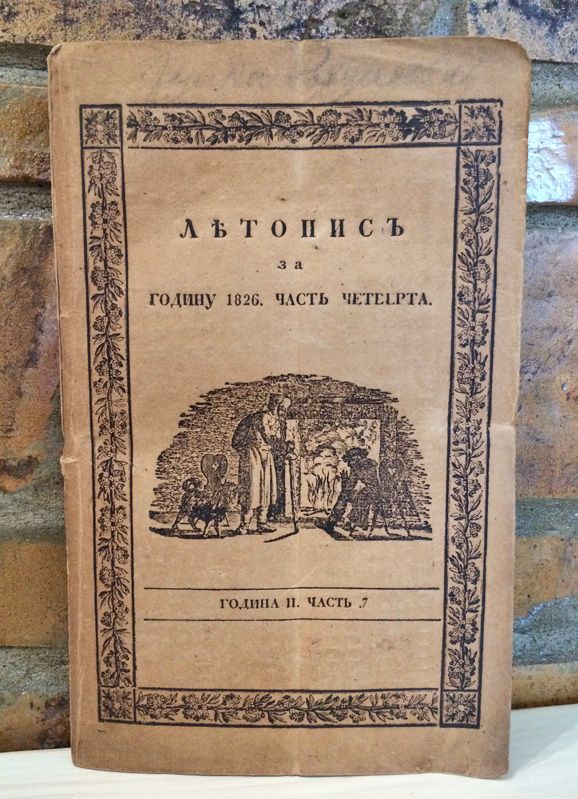 ЛѢТОПИСЪ
за
ГОДИНУ 1826. ЧАСТЬ ЧЕТВЕРТА.
ГОДИНА II. ЧАСТЬ .7